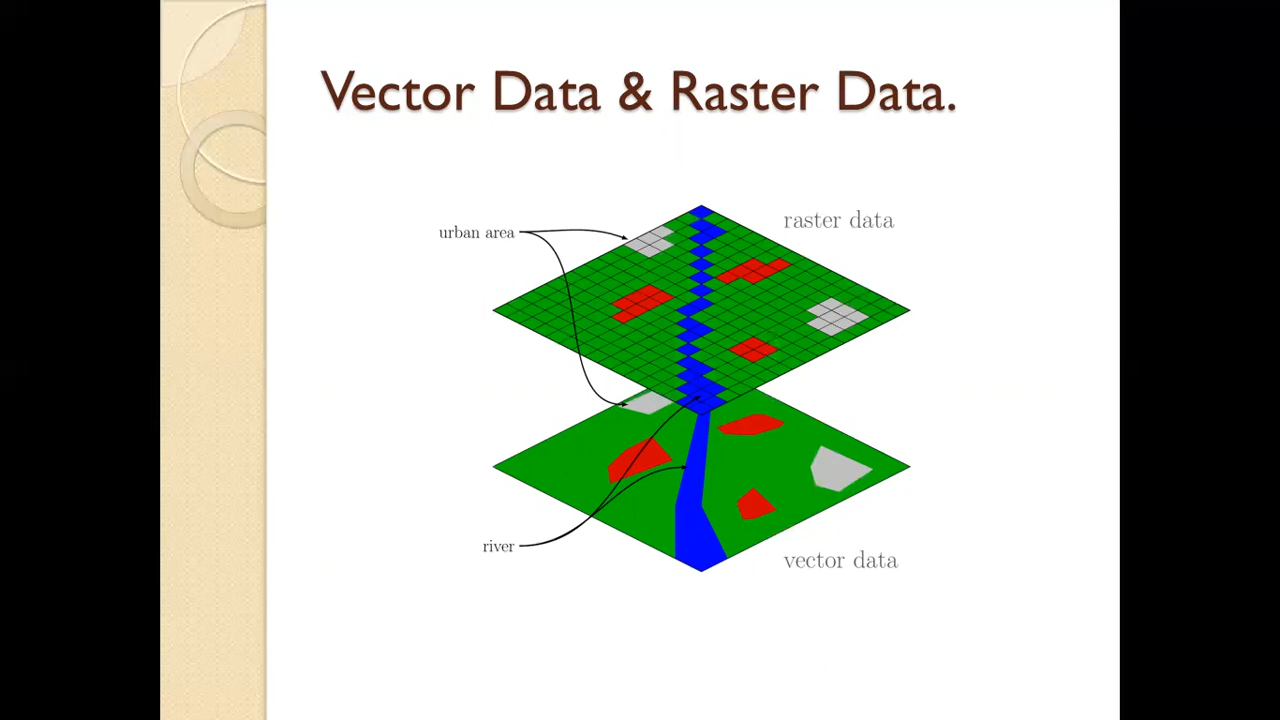 Vector Data & Raster Data.
raster data
urban area
river
vector data